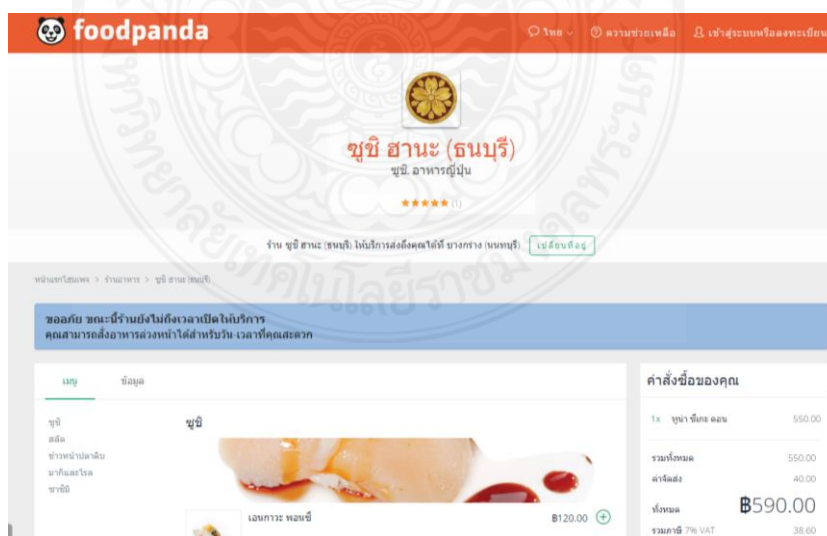 foodpanda
ไทย
ความช่วยเหลือ
เข้าสู่ระบบหรือลงทะเบียน
ซูชิ ฮานะ (ธนบุรี)
ซูชิ, อาหารญี่ปุ่น
(1)
ร้าน ซูชิ ฮานะ (ธนบุรี) ให้บริการส่งถึงคุณได้ที่ บางกร่าง (นนทบุรี)
เปลี่ยนที่อยู่
> ร้านอาหาร > ซูชิ ฮานะ (ธนบุรี)
ขออภัย ขณะนี้ร้านยังไม่ถึงเวลาเปิดให้บริการ
คุณสามารถสั่งอาหารล่วงหน้าได้สำหรับวัน-เวลาที่คุณสะดวก
เมนู
ข้อมูล
ซูชิ
สลัด
ข้าวหน้าปลาดิบ
มากิและโรล
ซาชิมิ
ซูชิ
เอนกาวะ พอนซึ
฿120.00
ค่าสั่งซื้อของคุณ
1x ทูน่า ชีเกะ ดอน 550.00
รวมทั้งหมด 550.00
ค่าจัดส่ง 40.00
ทั้งหมด ฿590.00
รวมภาษี 7% VAT 38.60